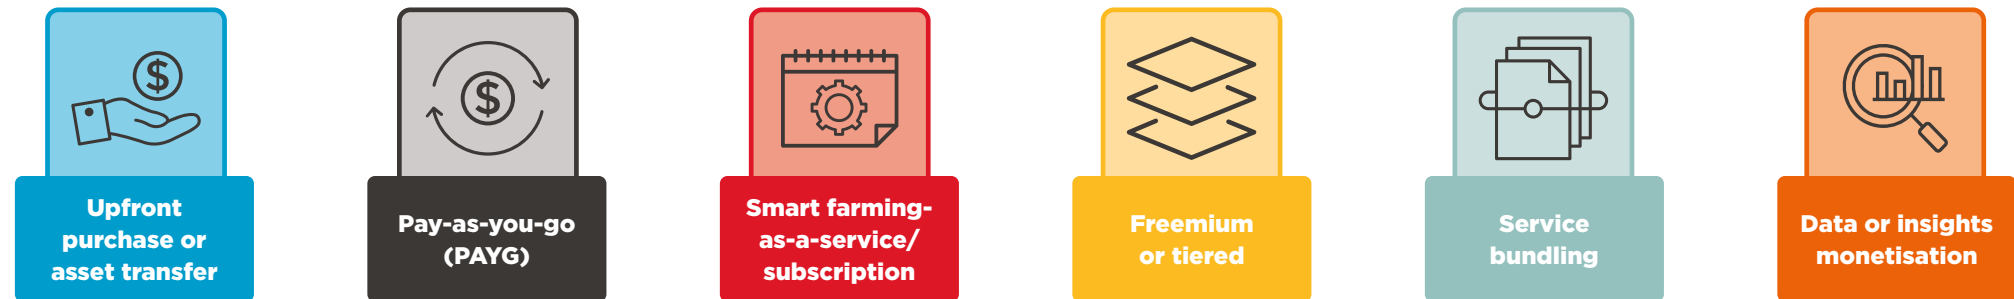 Upfront
purchase or
asset transfer
Pay-as-you-go
(PAYG)
Smart farming-
as-a-service/
subscription
Freemium
or tiered
Service
bundling
Data or insights
monetisation
$
$